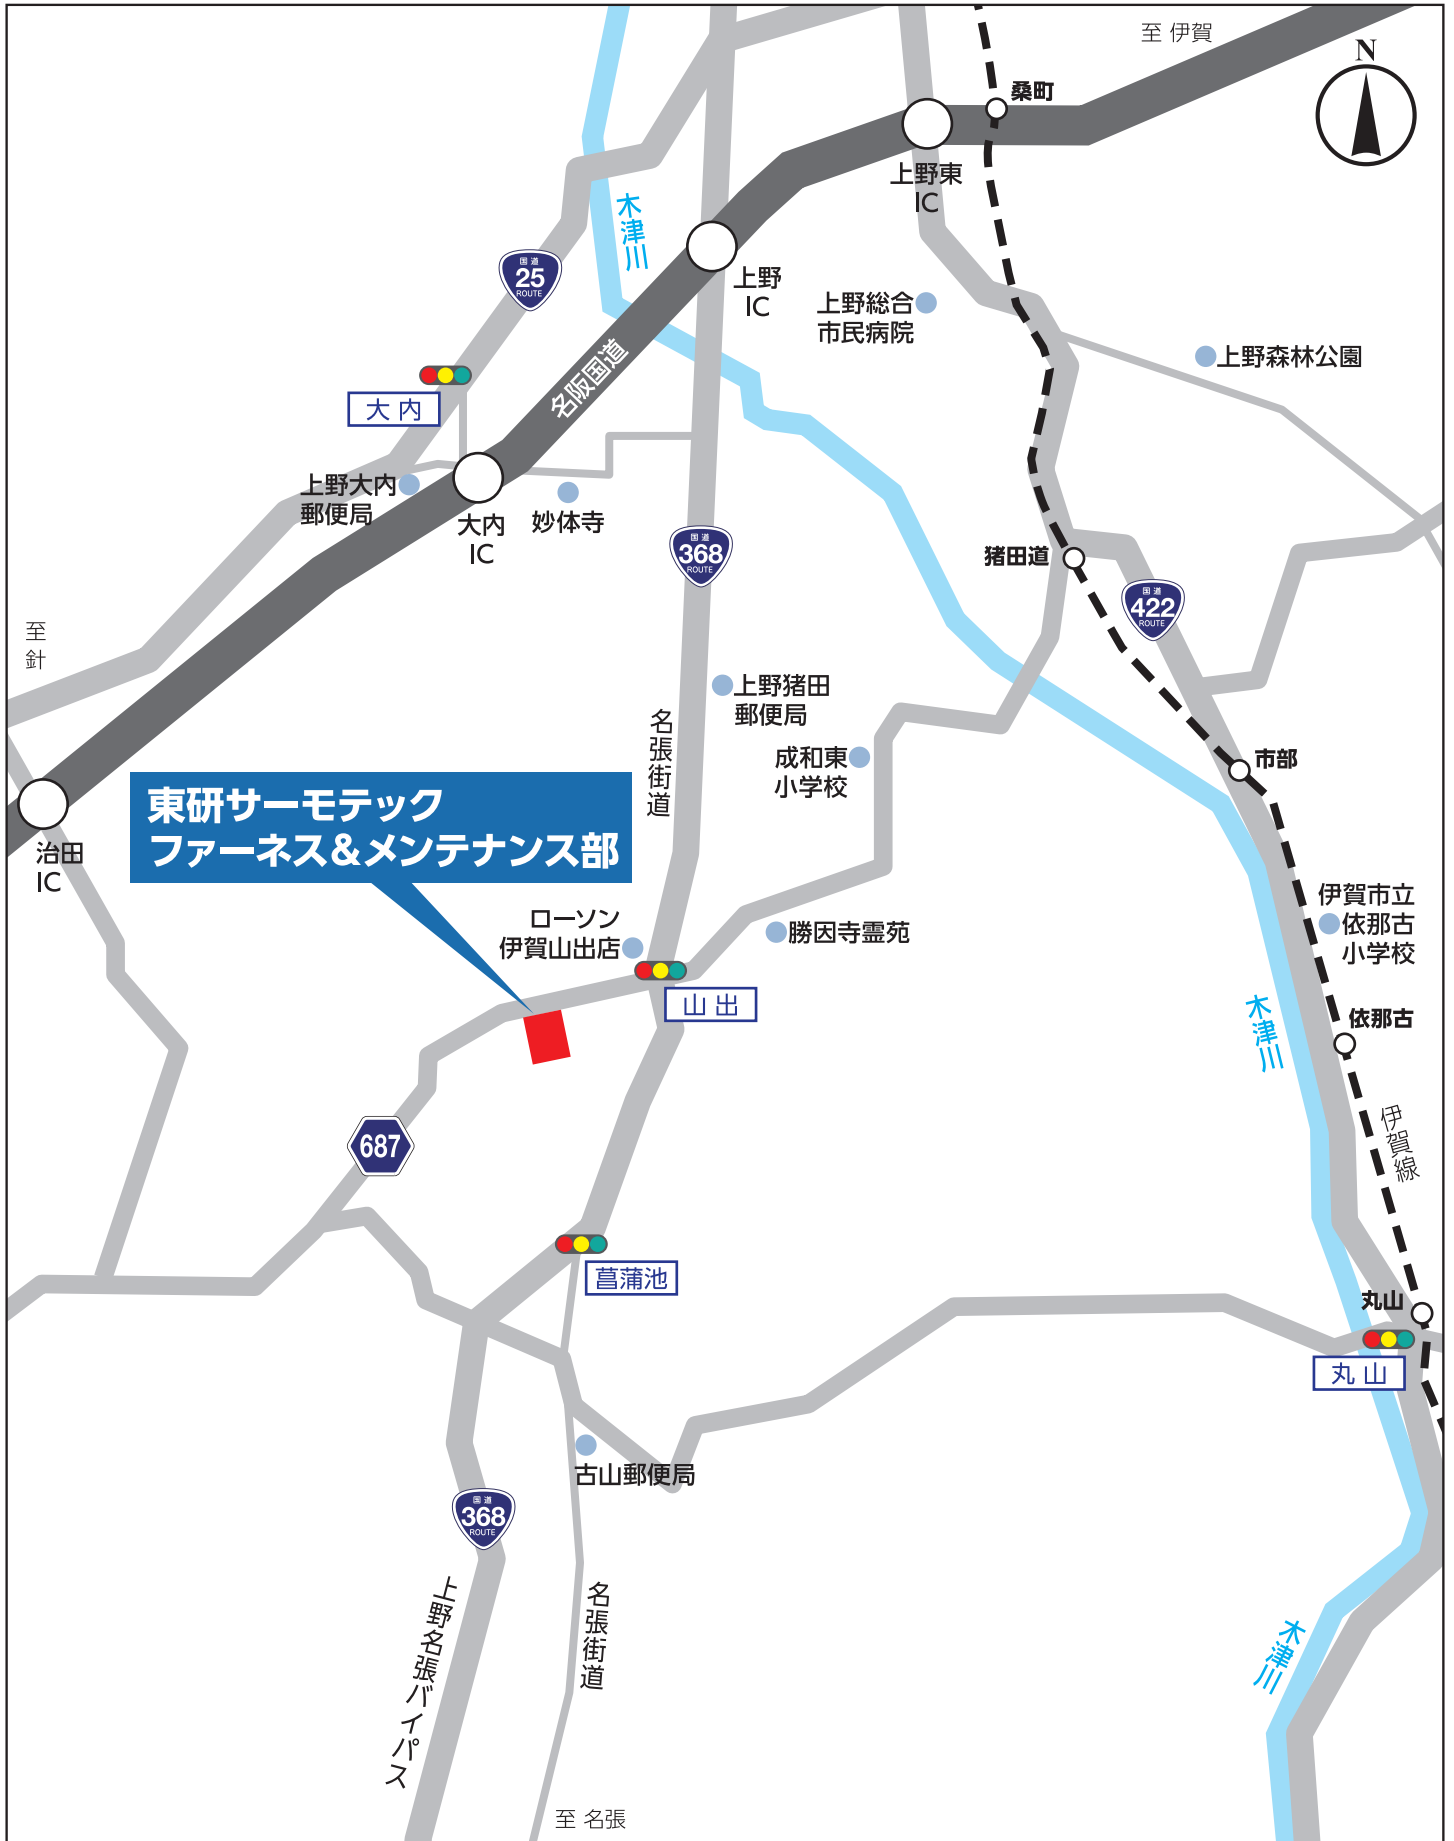 至 伊賀
N
桑町
上野東
IC
木津川
国道
25
ROUTE
上野
IC
上野総合
市民病院
上野森林公園
名阪国道
大内
上野大内
郵便局
大内
IC
妙体寺
国道
368
ROUTE
猪田道
国道
422
ROUTE
至
針
上野猪田
郵便局
名張街道
成和東
小学校
市部
東研サーモテック
ファーネス&メンテナンス部
治田
IC
ローソン
伊賀山出店
勝因寺霊苑
伊賀市立
依那古
小学校
山出
木津川
依那古
687
伊賀線
菖蒲池
丸山
丸山
古山郵便局
国道
368
ROUTE
上野名張バイパス
名張街道
木津川
至 名張